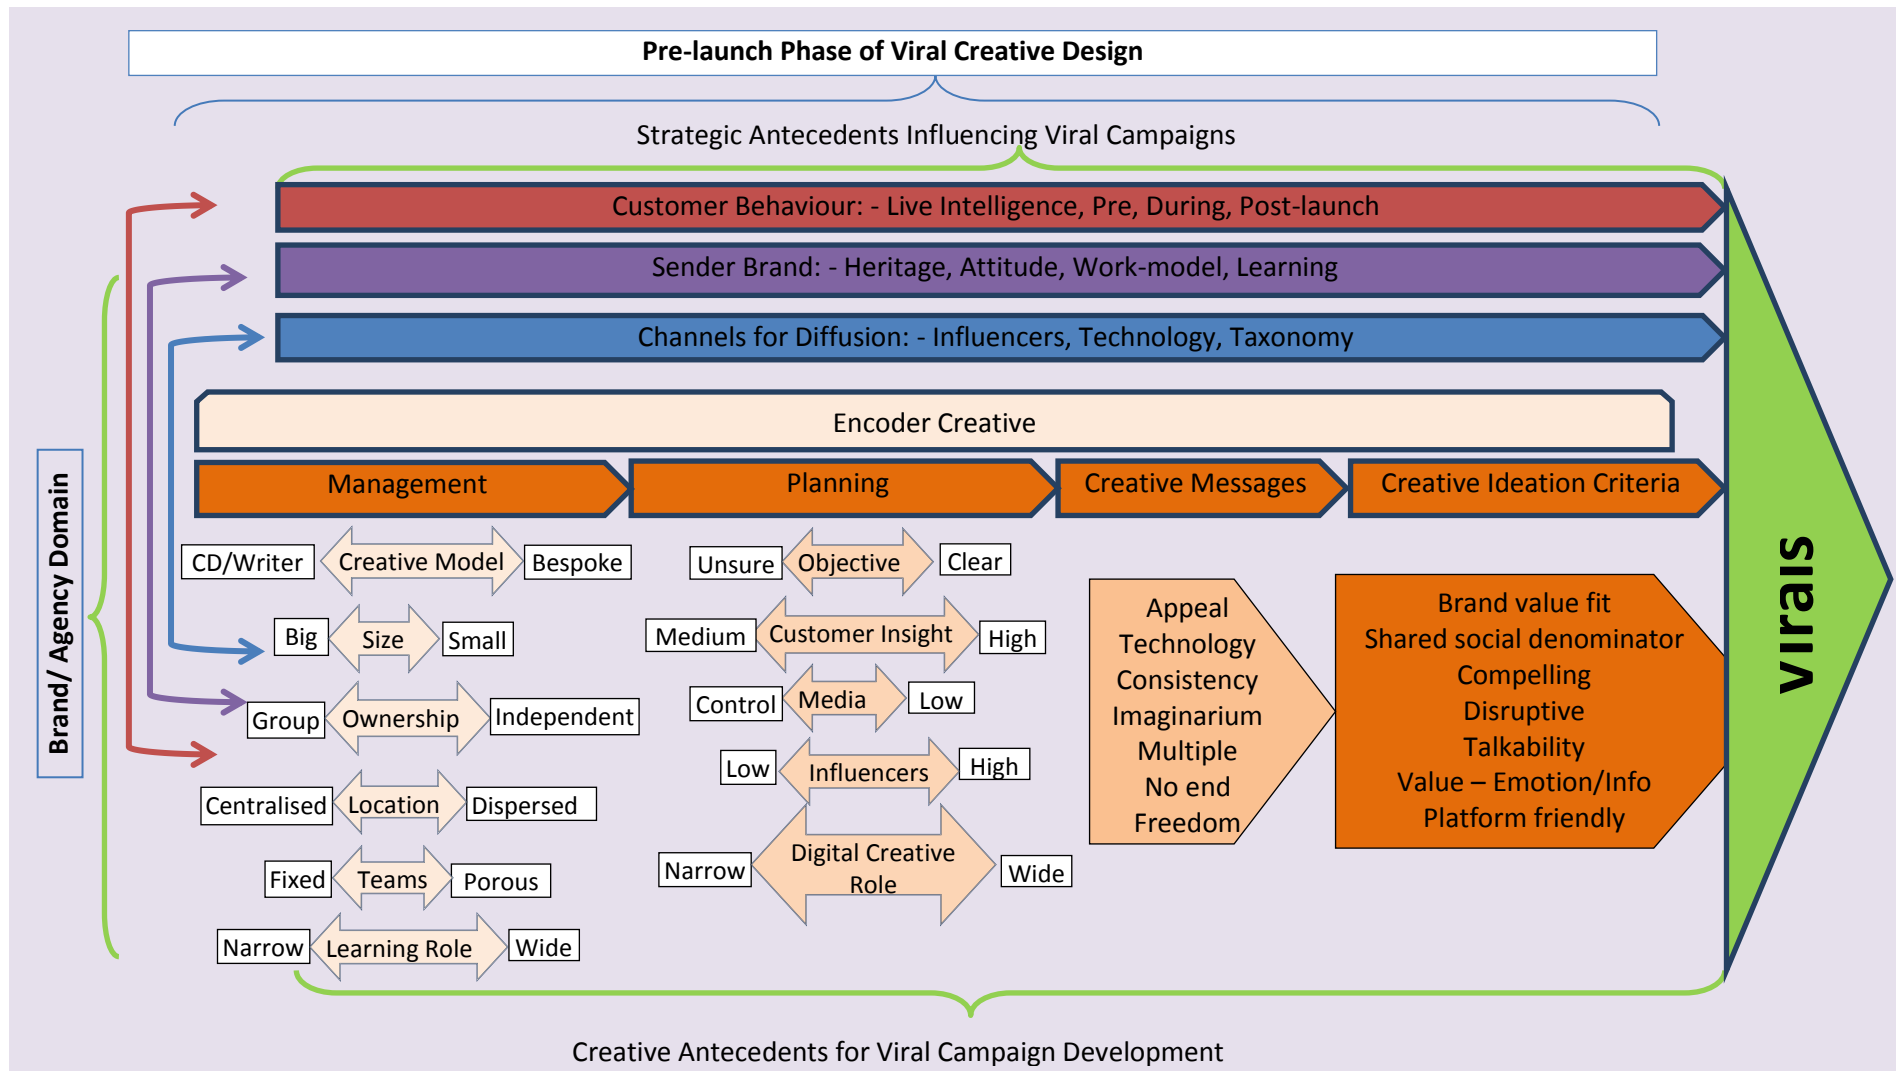 Pre-launch Phase of Viral Creative Design
Strategic Antecedents Influencing Viral Campaigns
Customer Behaviour: - Live Intelligence, Pre, During, Post-launch
Sender Brand: - Heritage, Attitude, Work-model, Learning
Channels for Diffusion: - Influencers, Technology, Taxonomy
Encoder Creative
Management
Planning
Creative Messages
Creative Ideation Criteria
Brand/ Agency Domain
CD/Writer
Creative Model
Bespoke
Big
Size
Small
Group
Ownership
Independent
Centralised
Location
Dispersed
Fixed
Teams
Porous
Narrow
Learning Role
Wide
Unsure
Objective
Clear
Medium
Customer Insight
High
Control
Media
Low
Low
Influencers
High
Narrow
Digital Creative
Role
Wide
Appeal
Technology
Consistency
Imaginarium
Multiple
No end
Freedom
Brand value fit
Shared social denominator
Compelling
Disruptive
Talkability
Value – Emotion/Info
Platform friendly
Virals
Creative Antecedents for Viral Campaign Development